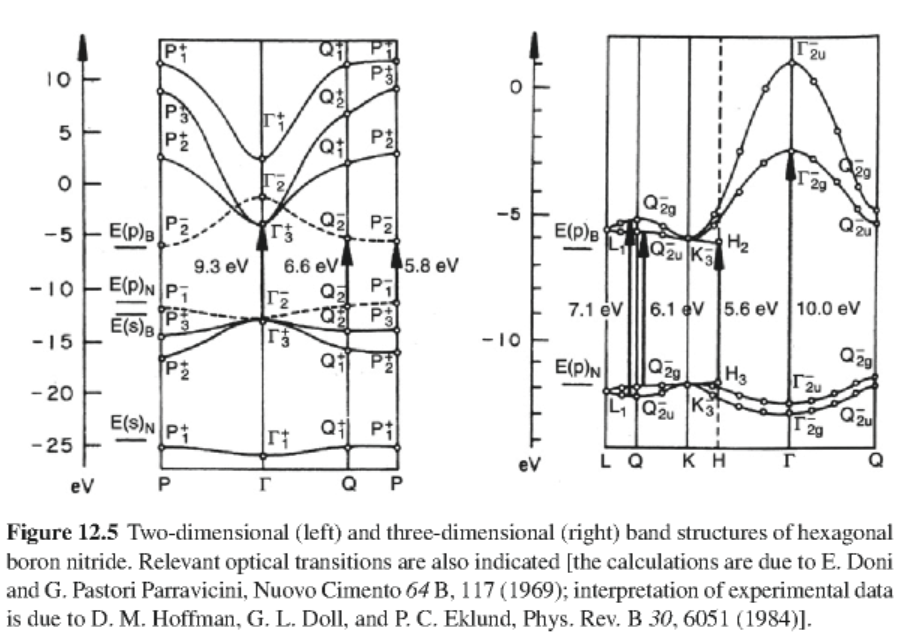 P₁⁺ Q₁⁺ P₁⁺
10
P₃⁺ Γ₁⁺ Q₂⁺ P₃⁺
5
P₂⁺ Q₁⁺ P₂⁺
0
Γ₂⁻
P₂⁻ Γ₃⁺ Q₂⁻ P₂⁻
-5 E(p)B
9.3 eV 6.6 eV 5.8 eV
-10 E(p)N
P₁⁻ Γ₂⁻ Q₂⁻ P₁⁻
E(s)B P₃⁺ Γ₃⁺ Q₂⁺ P₃⁺
-15
P₂⁺ Q₁⁺ P₂⁺
-20
E(s)N
P₁⁺ Γ₁⁺ Q₁⁺ P₁⁺
-25
eV P Γ Q P
Γ₂u⁻
0
Q₂g⁻
Γ₂g⁻
-5 Q₂g⁻
E(p)B L₁ Q₂u⁻ K₃⁻ H₂ Q₂u⁻
7.1 eV 6.1 eV 5.6 eV 10.0 eV
-10
E(p)N Q₂g⁻ H₃ Γ₂u⁻ Q₂g⁻
L₁ Q₂u⁻ K₃⁻ Γ₂g⁻ Q₂u⁻
eV L Q K H Γ Q
Figure 12.5 Two-dimensional (left) and three-dimensional (right) band structures of hexagonal
boron nitride. Relevant optical transitions are also indicated [the calculations are due to E. Doni
and G. Pastori Parravicini, Nuovo Cimento 64 B, 117 (1969); interpretation of experimental data
is due to D. M. Hoffman, G. L. Doll, and P. C. Eklund, Phys. Rev. B 30, 6051 (1984)].